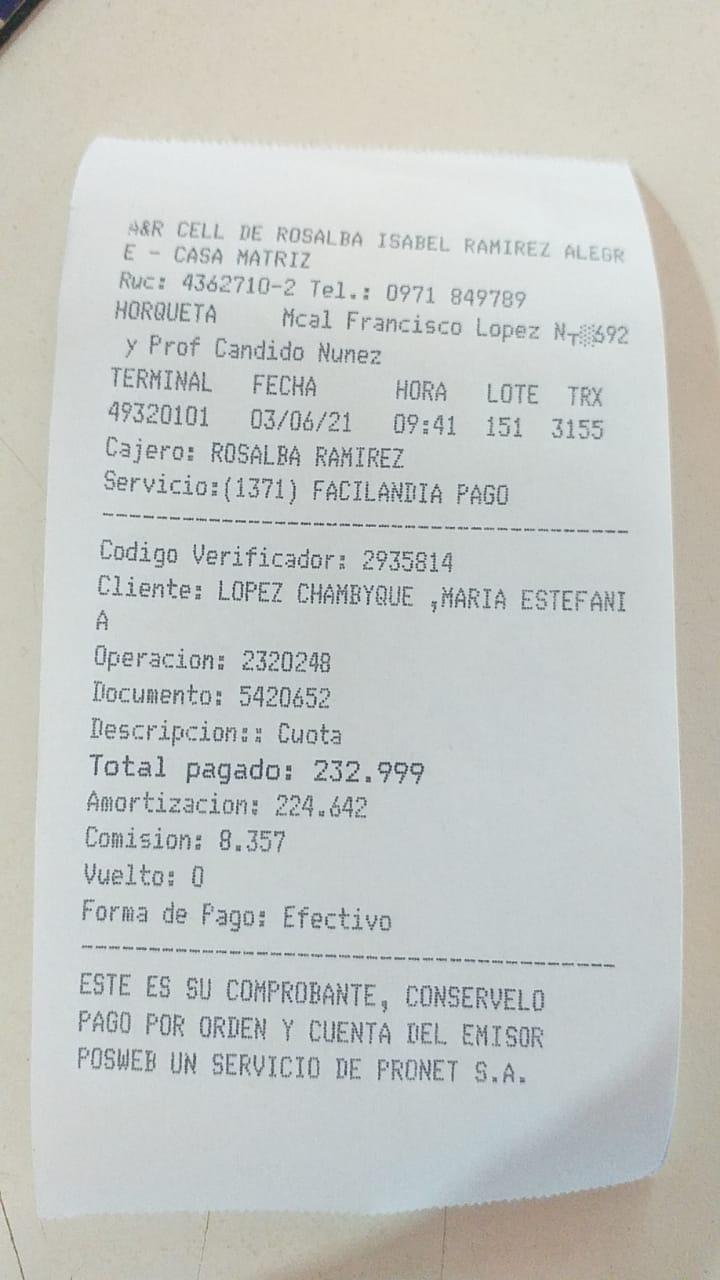 A&R CELL DE ROSALBA ISABEL RAMIREZ ALEGR
E - CASA MATRIZ
Ruc: 4362710-2 Tel.: 0971 849789
HORQUETA Mcal Francisco Lopez N┬▒692
y Prof Candido Nunez
TERMINAL FECHA HORA LOTE TRX
49320101 03/06/21 09:41 151 3155
Cajero: ROSALBA RAMIREZ
Servicio:(1371) FACILANDIA PAGO
Codigo Verificador: 2935814
Cliente: LOPEZ CHAMBYQUE ,MARIA ESTEFANI
A
Operacion: 2320248
Documento: 5420652
Descripcion:: Cuota
Total pagado: 232.999
Amortizacion: 224.642
Comision: 8.357
Vuelto: 0
Forma de Pago: Efectivo
ESTE ES SU COMPROBANTE, CONSERVELO
PAGO POR ORDEN Y CUENTA DEL EMISOR
POSWEB UN SERVICIO DE PRONET S.A.